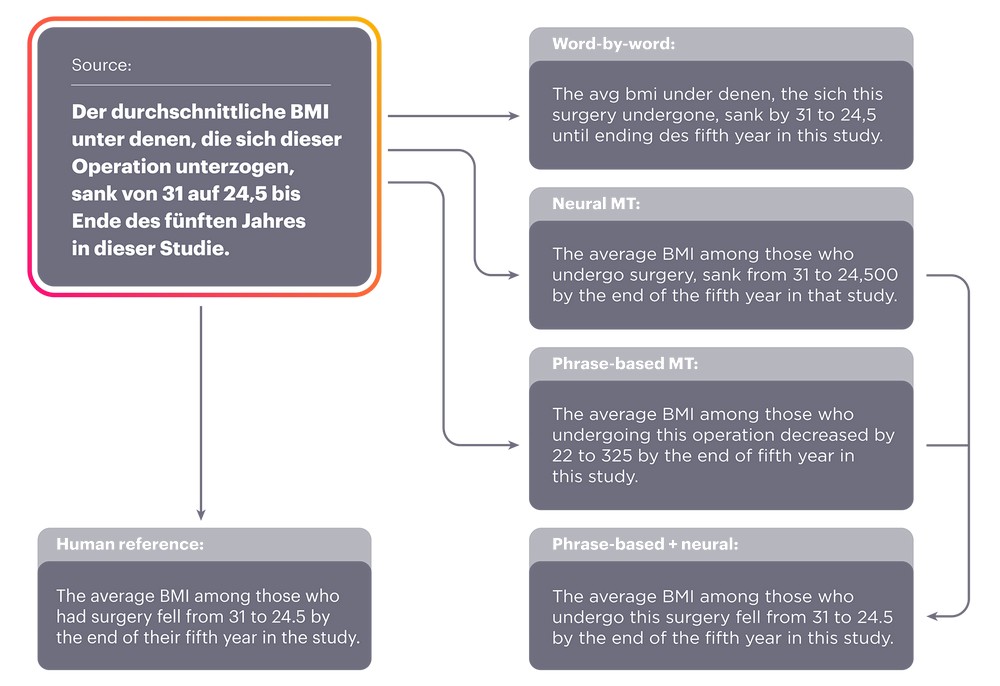 Source:
Der durchschnittliche BMI
unter denen, die sich dieser
Operation unterzogen,
sank von 31 auf 24,5 bis
Ende des fünften Jahres
in dieser Studie.
Word-by-word:
The avg bmi under denen, the sich this
surgery undergone, sank by 31 to 24,5
until ending des fifth year in this study.
Neural MT:
The average BMI among those who
undergo surgery, sank from 31 to 24,500
by the end of the fifth year in that study.
Phrase-based MT:
The average BMI among those who
undergoing this operation decreased by
22 to 325 by the end of fifth year in
this study.
Human reference:
The average BMI among those who
had surgery fell from 31 to 24.5 by
the end of their fifth year in the study.
Phrase-based + neural:
The average BMI among those who
undergo this surgery fell from 31 to 24.5
by the end of the fifth year in this study.